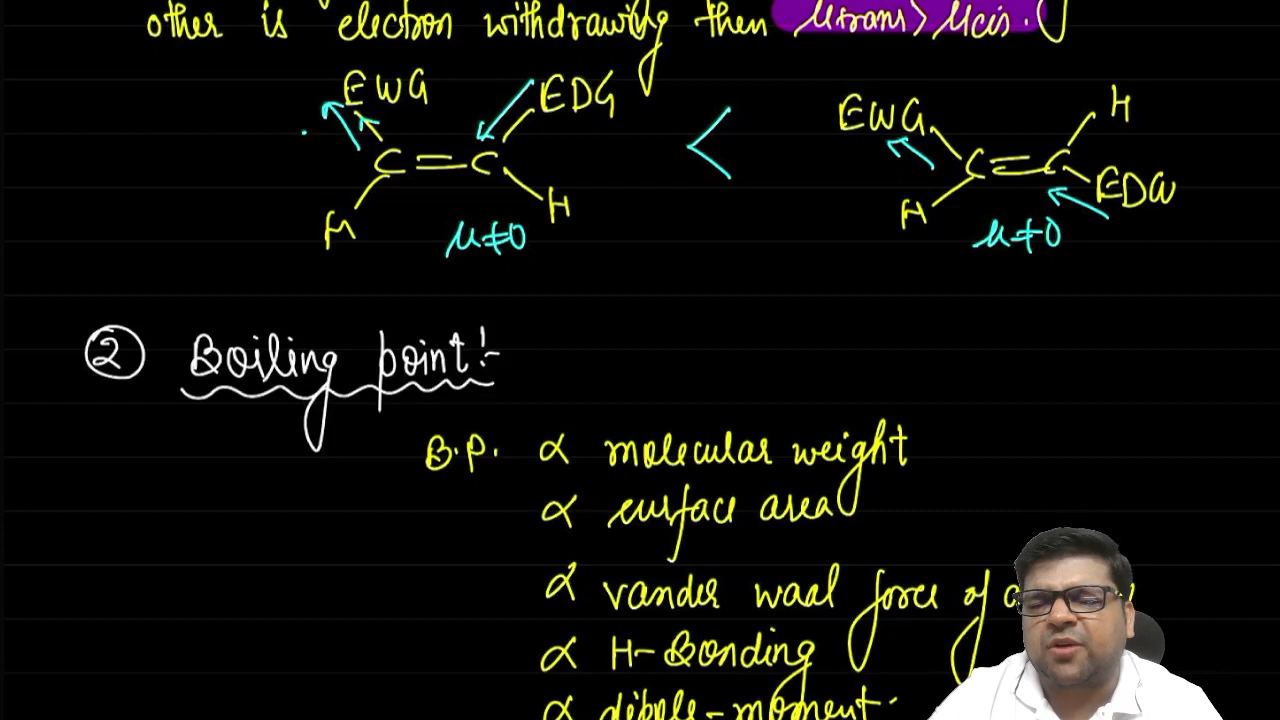 other is electron withdrawing then μtrans > μcis.
EWG EDG < EWG H
C = C C = C
H H H EDG
μ≠0 μ≠0
② Boiling point:-
B.P. ∝ molecular weight
∝ surface area
∝ vander waal force of
∝ H-Bonding
∝ dipole-moment.